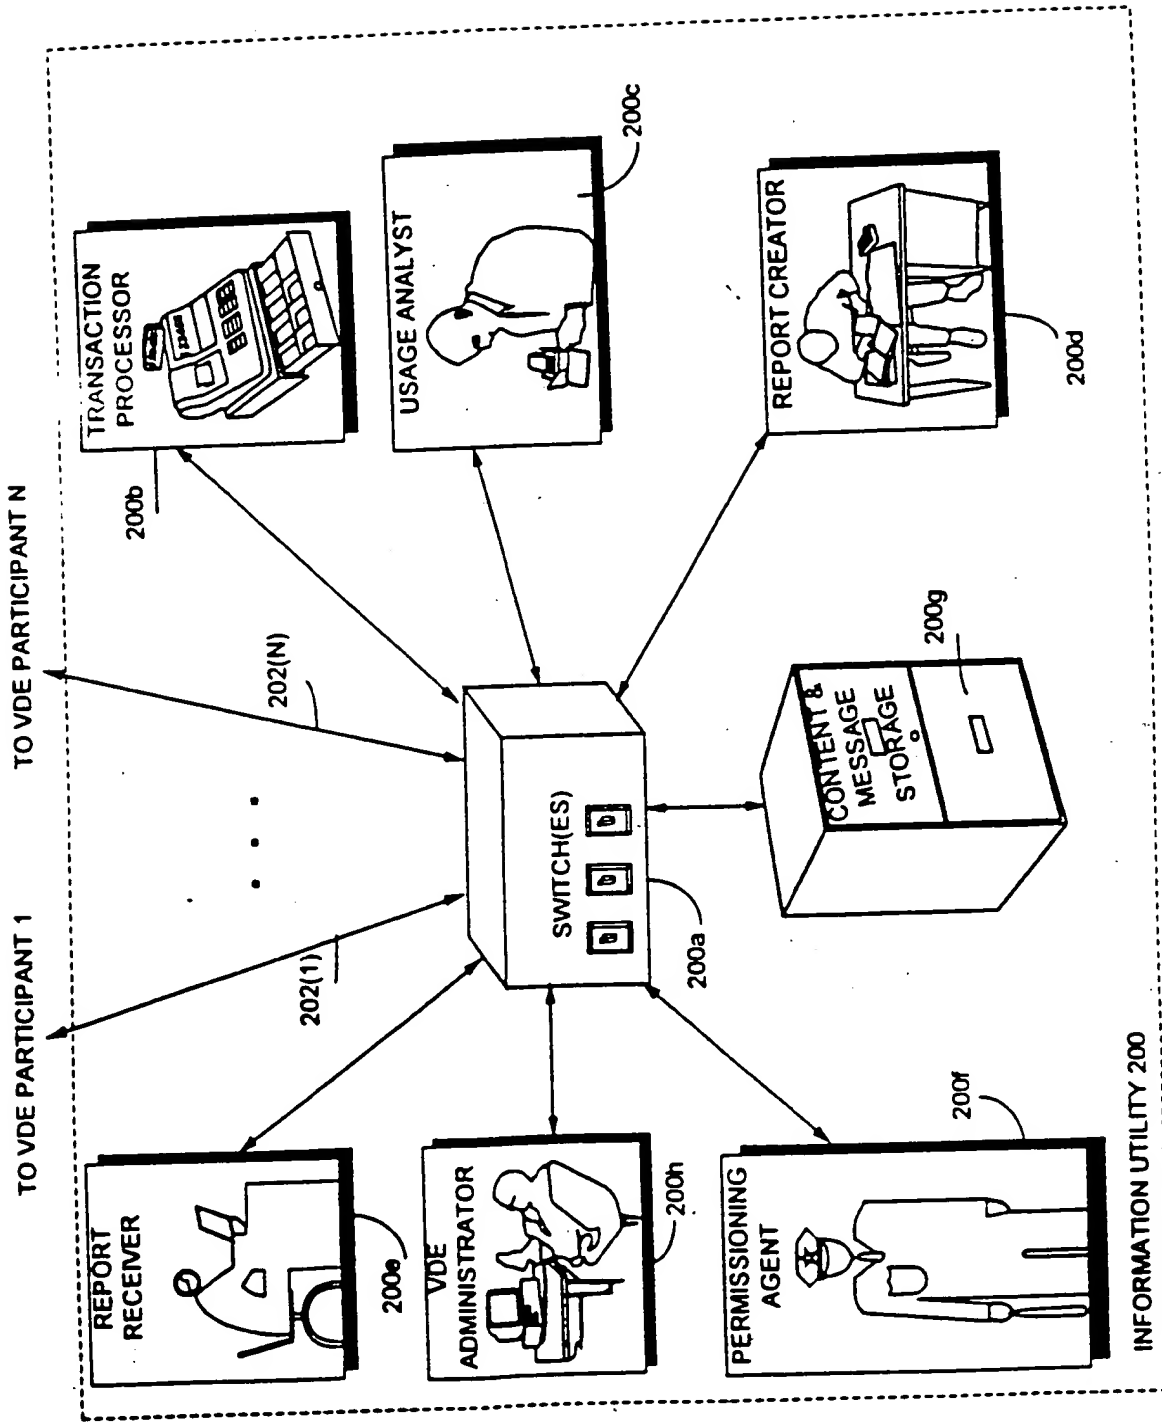 TO VDE PARTICIPANT 1
TO VDE PARTICIPANT N
REPORT
RECEIVER
200e
202(1)
202(N)
200b
TRANSACTION
PROCESSOR
VDE
ADMINISTRATOR
200h
SWITCH(ES)
200a
USAGE ANALYST
200c
PERMISSIONING
AGENT
200f
CONTENT &
MESSAGE
STORAGE
200g
REPORT CREATOR
200d
INFORMATION UTILITY 200